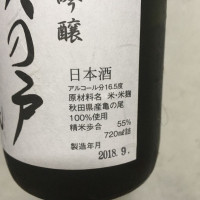 吟醸
の戸
日本酒
アルコール分16.5度
原材料名 米・米麹
秋田県産亀の尾
100%使用
精米歩合 55%
720ml詰
製造年月
2018.9.